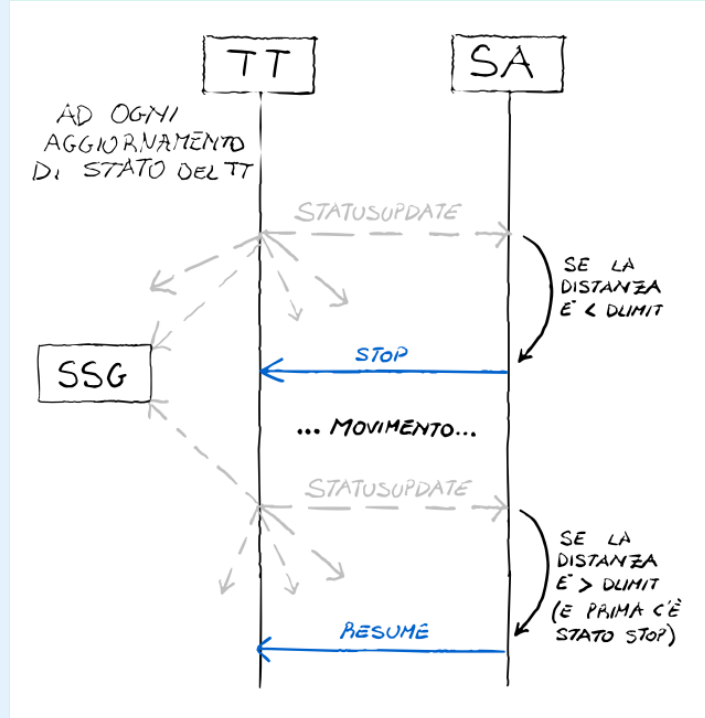 TT
SA
AD OGNI
AGGIORNAMENTO
DI STATO DEL TT
STATUSUPDATE
SE LA
DISTANZA
E' < DLIMIT
STOP
SSG
... MOVIMENTO...
STATUSUPDATE
SE LA
DISTANZA
E' > DLIMIT
(E PRIMA C'È
STATO STOP)
RESUME